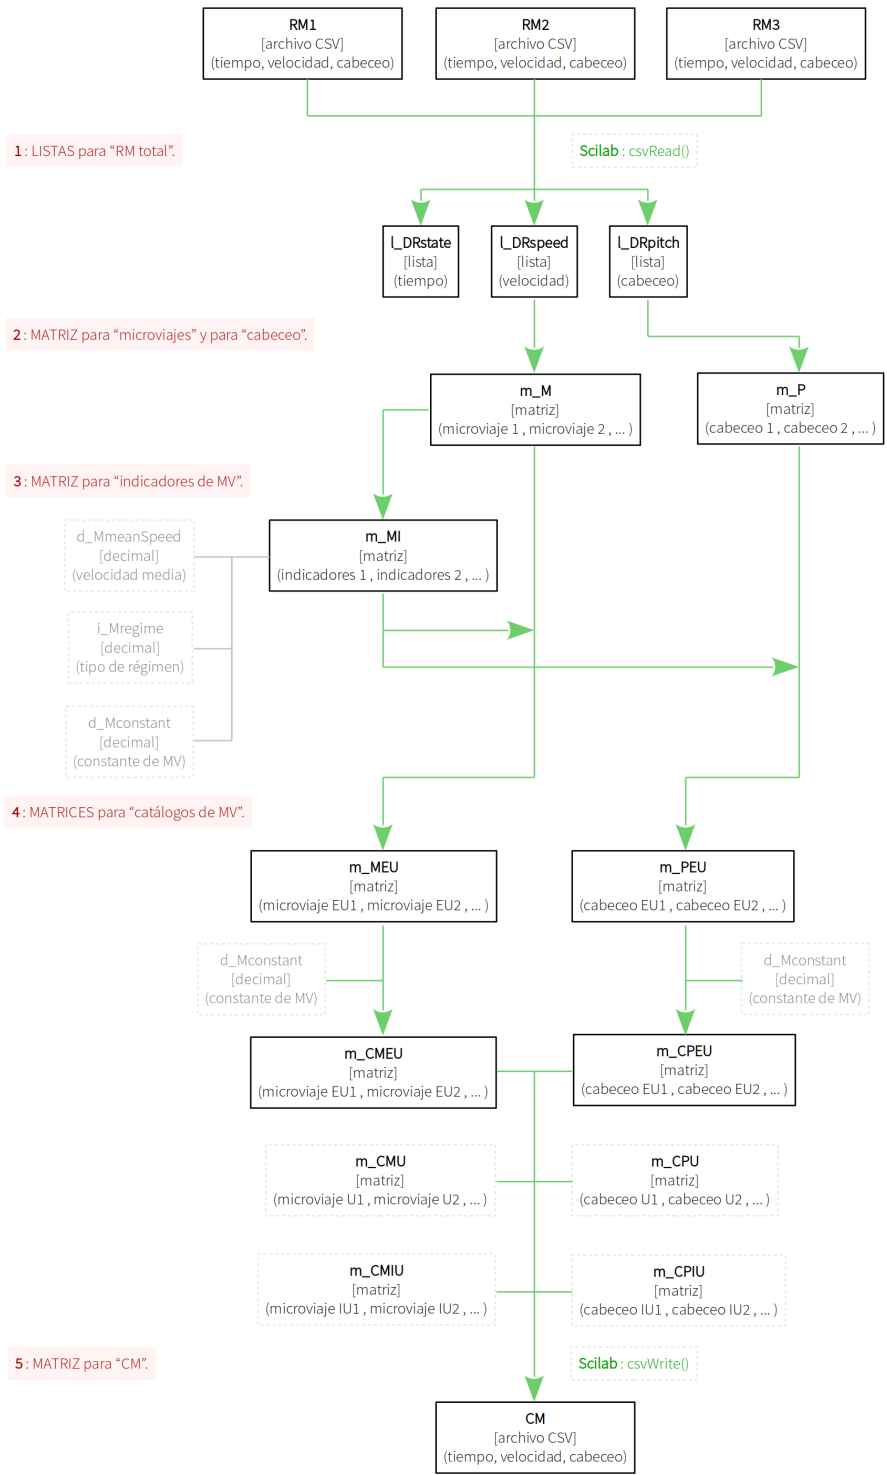 RM1
[archivo CSV]
(tiempo, velocidad, cabeceo)
RM2
[archivo CSV]
(tiempo, velocidad, cabeceo)
RM3
[archivo CSV]
(tiempo, velocidad, cabeceo)
1 : LISTAS para “RM total”.
Scilab : csvRead()
l_DRstate
[lista]
(tiempo)
l_DRspeed
[lista]
(velocidad)
l_DRpitch
[lista]
(cabeceo)
2 : MATRIZ para “microviajes” y para “cabeceo”.
m_M
[matriz]
(microviaje 1 , microviaje 2 , ... )
m_P
[matriz]
(cabeceo 1 , cabeceo 2 , ... )
3 : MATRIZ para “indicadores de MV”.
d_MmeanSpeed
[decimal]
(velocidad media)
m_MI
[matriz]
(indicadores 1 , indicadores 2 , ... )
i_Mregime
[decimal]
(tipo de régimen)
d_Mconstant
[decimal]
(constante de MV)
4 : MATRICES para “catálogos de MV”.
m_MEU
[matriz]
(microviaje EU1 , microviaje EU2 , ... )
m_PEU
[matriz]
(cabeceo EU1 , cabeceo EU2 , ... )
d_Mconstant
[decimal]
(constante de MV)
d_Mconstant
[decimal]
(constante de MV)
m_CMEU
[matriz]
(microviaje EU1 , microviaje EU2 , ... )
m_CPEU
[matriz]
(cabeceo EU1 , cabeceo EU2 , ... )
m_CMU
[matriz]
(microviaje U1 , microviaje U2 , ... )
m_CPU
[matriz]
(cabeceo U1 , cabeceo U2 , ... )
m_CMIU
[matriz]
(microviaje IU1 , microviaje IU2 , ... )
m_CPIU
[matriz]
(cabeceo IU1 , cabeceo IU2 , ... )
5 : MATRIZ para “CM”.
Scilab : csvWrite()
CM
[archivo CSV]
(tiempo, velocidad, cabeceo)